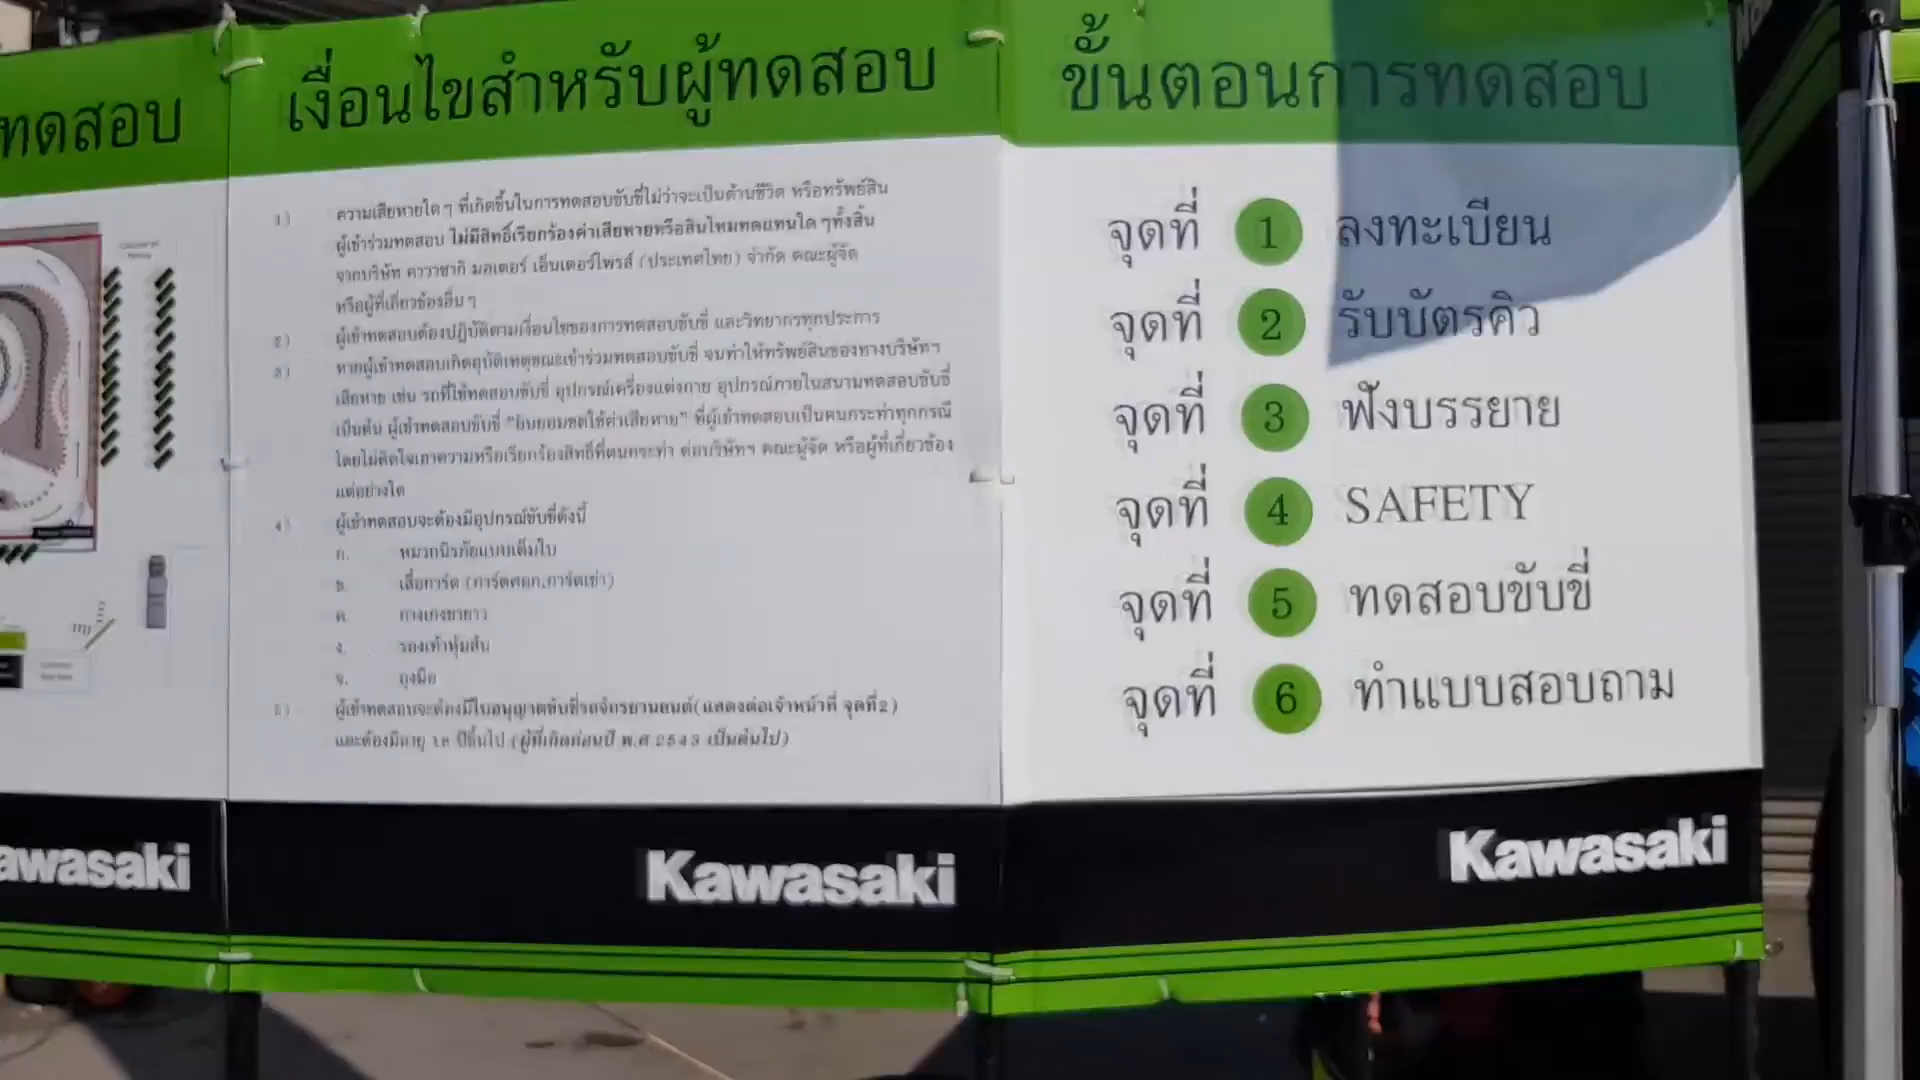 ทดสอบ
awasaki
เงื่อนไขสำหรับผู้ทดสอบ
1) ความเสียหายใดๆ ที่เกิดขึ้นในการทดสอบขับขี่ไม่ว่าจะเป็นด้านชีวิต หรือทรัพย์สิน
ผู้เข้าร่วมทดสอบ ไม่มีสิทธิ์เรียกร้องค่าเสียหายหรือสินไหมทดแทนใดๆทั้งสิ้น
จากบริษัท คาวาซากิ มอเตอร์ เอ็นเตอร์ไพรส์ (ประเทศไทย) จำกัด คณะผู้จัด
หรือผู้ที่เกี่ยวข้องอื่นๆ
2) ผู้เข้าทดสอบต้องปฏิบัติตามเงื่อนไขของการทดสอบขับขี่ และวิทยากรทุกประการ
3) หากผู้เข้าทดสอบเกิดอุบัติเหตุขณะเข้าร่วมทดสอบขับขี่ จนทำให้ทรัพย์สินของทางบริษัทฯ
เสียหาย เช่น รถที่ใช้ทดสอบขับขี่ อุปกรณ์เครื่องแต่งกาย อุปกรณ์ภายในสนามทดสอบขับขี่
เป็นต้น ผู้เข้าทดสอบขับขี่ "ยินยอมชดใช้ค่าเสียหาย" ที่ผู้เข้าทดสอบเป็นคนกระทำทุกกรณี
โดยไม่ติดใจเอาความหรือเรียกร้องสิทธิ์ที่ตนกระทำ ต่อบริษัทฯ คณะผู้จัด หรือผู้ที่เกี่ยวข้อง
แต่อย่างใด
4) ผู้เข้าทดสอบจะต้องมีอุปกรณ์ขับขี่ดังนี้
ก. หมวกนิรภัยแบบเต็มใบ
ข. เสื้อการ์ด (การ์ดศอก,การ์ดเข่า)
ค. กางเกงขายาว
ง. รองเท้าหุ้มส้น
จ. ถุงมือ
5) ผู้เข้าทดสอบจะต้องมีใบอนุญาตขับขี่รถจักรยานยนต์(แสดงต่อเจ้าหน้าที่ จุดที่2)
และต้องมีอายุ 18 ปีขึ้นไป (ผู้ที่เกิดก่อนปี พ.ศ 2543 เป็นต้นไป)
Kawasaki
ขั้นตอนการทดสอบ
จุดที่ 1 ลงทะเบียน
จุดที่ 2 รับบัตรคิว
จุดที่ 3 ฟังบรรยาย
จุดที่ 4 SAFETY
จุดที่ 5 ทดสอบขับขี่
จุดที่ 6 ทำแบบสอบถาม
Kawasaki